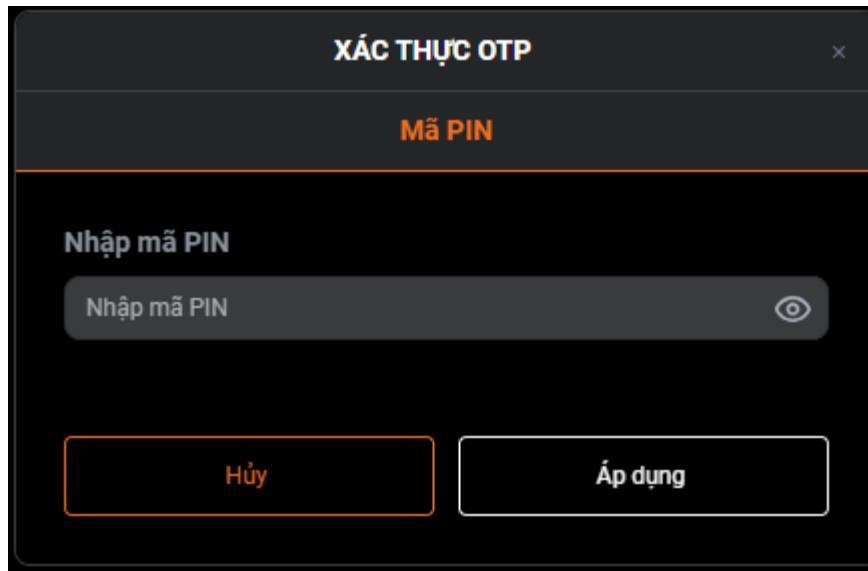 XÁC THỰC OTP
Mã PIN
Nhập mã PIN
Nhập mã PIN
Hủy
Áp dụng